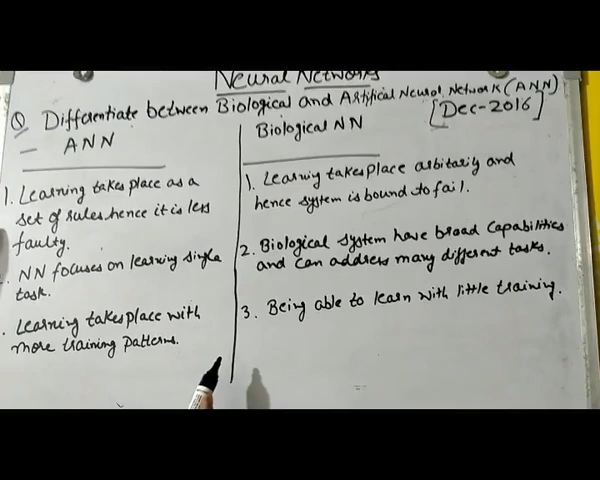 Neural Networks
Q Differentiate between Biological and Artifical Neural Network (ANN)
[Dec-2016]
ANN
1. Learning takes place as a
set of rules, hence it is less
faulty.
. NN focuses on learning single
task.
. Learning takes place with
more training patterns.
Biological NN
1. Learnig takes place arbitarily and
hence system is bound to fail.
2. Biological system have broad capabilities
and can address many different tasks.
3. Being able to learn with little training.